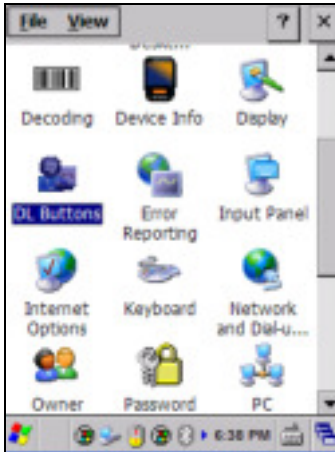 File View ? ×
Decoding Device Info Display
DL Buttons Error Input Panel
Reporting
Internet Keyboard Network
Options and Dial-u...
Owner Password PC
6:38 PM